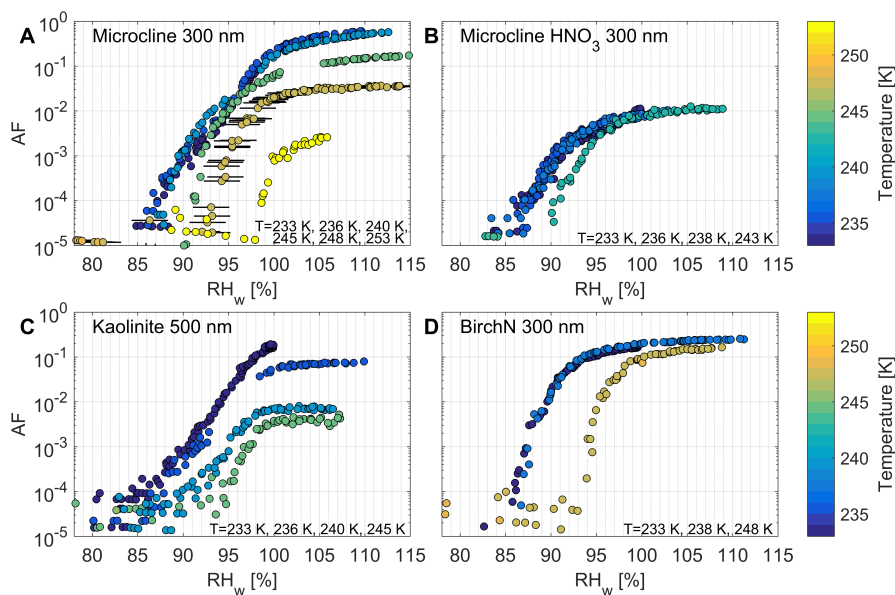 A
Microcline 300 nm
10^0
10^-1
10^-2
10^-3
10^-4
10^-5
AF
T=233 K, 236 K, 240 K,
245 K, 248 K, 253 K
80 85 90 95 100 105 110 115
RH_w [%]
B
Microcline HNO_3 300 nm
T=233 K, 236 K, 238 K, 243 K
80 85 90 95 100 105 110 115
RH_w [%]
250
245
240
235
Temperature [K]
C
Kaolinite 500 nm
10^0
10^-1
10^-2
10^-3
10^-4
10^-5
AF
T=233 K, 236 K, 240 K, 245 K
80 85 90 95 100 105 110 115
RH_w [%]
D
BirchN 300 nm
T=233 K, 238 K, 248 K
80 85 90 95 100 105 110 115
RH_w [%]
250
245
240
235
Temperature [K]